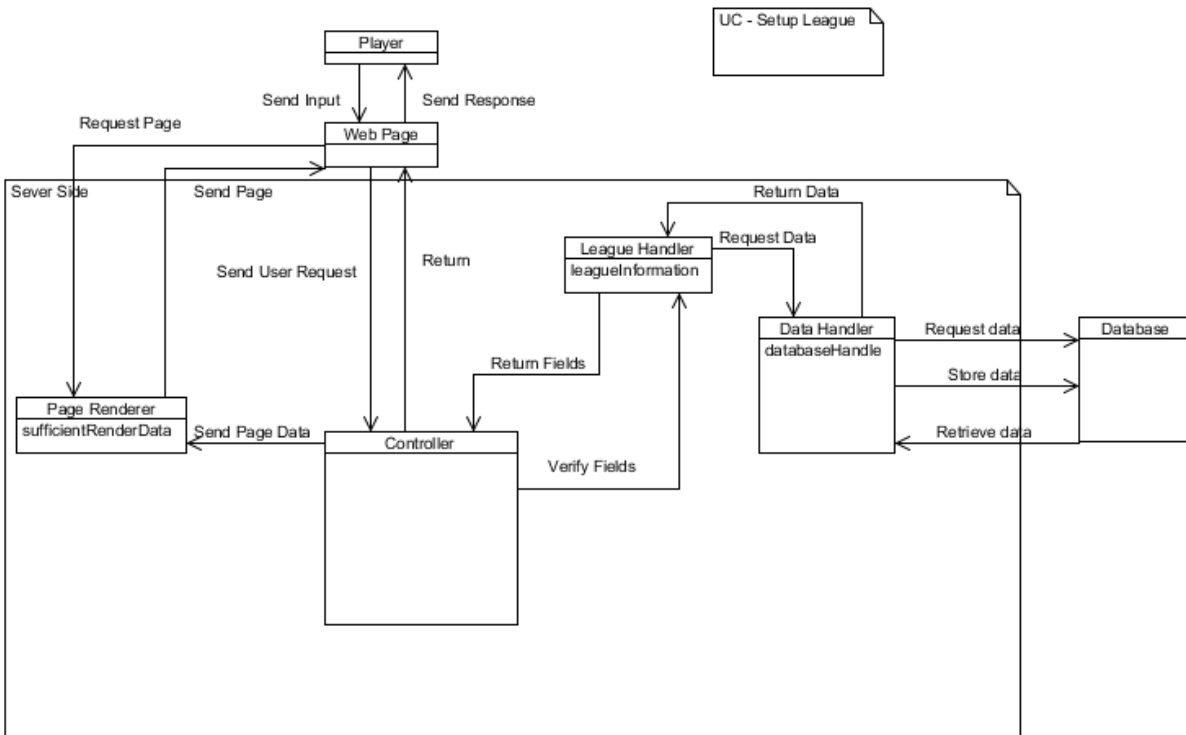 UC - Setup League
Player
Send Input
Send Response
Request Page
Web Page
Sever Side
Send Page
Return Data
League Handler
leagueInformation
Request Data
Send User Request
Return
Data Handler
databaseHandle
Request data
Database
Return Fields
Store data
Page Renderer
sufficientRenderData
Send Page Data
Controller
Retrieve data
Verify Fields